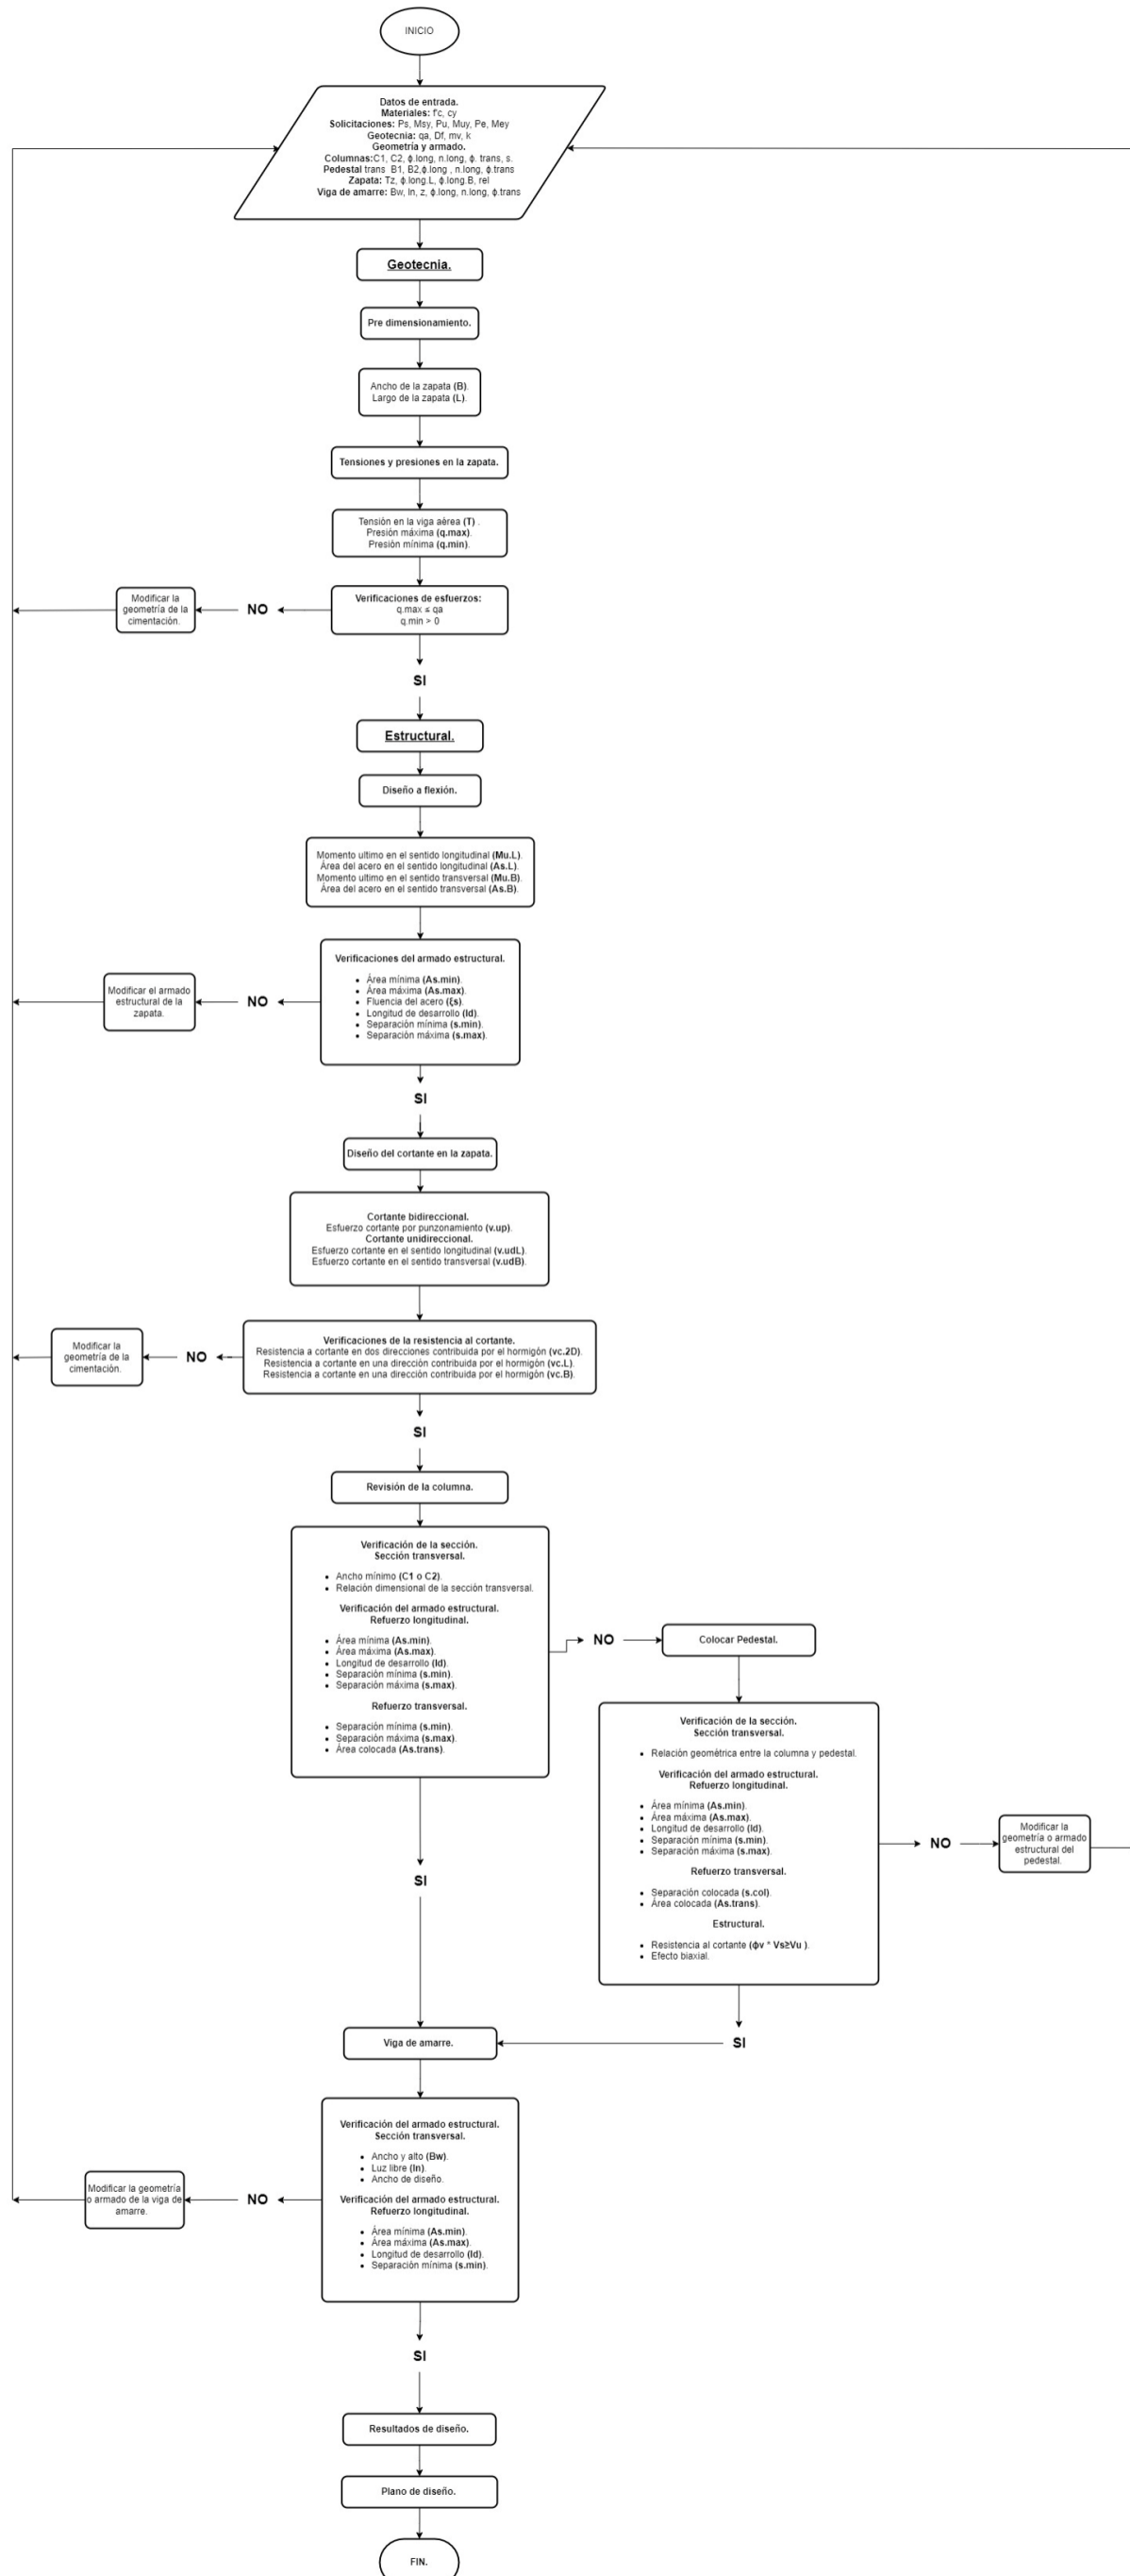 INICIO
Datos de entrada.
Materiales: f'c, cy
Solicitaciones: Ps, Msy, Pu, Muy, Pe, Mey
Geotecnia: qa, Df, mv, k
Geometría y armado.
Columnas:C1, C2, ϕ.long, n.long, ϕ. trans, s.
Pedestal trans B1, B2,ϕ.long , n.long, ϕ.trans
Zapata: Tz, ϕ.long.L, ϕ.long.B, rel
Viga de amarre: Bw, ln, z, ϕ.long, n.long, ϕ.trans
Geotecnia.
Pre dimensionamiento.
Ancho de la zapata (B).
Largo de la zapata (L).
Tensiones y presiones en la zapata.
Tensión en la viga aérea (T) .
Presión máxima (q.max).
Presión mínima (q.min).
Verificaciones de esfuerzos:
q.max ≤ qa
q.min > 0
NO
Modificar la
geometría de la
cimentación.
SI
Estructural.
Diseño a flexión.
Momento ultimo en el sentido longitudinal (Mu.L).
Área del acero en el sentido longitudinal (As.L).
Momento ultimo en el sentido transversal (Mu.B).
Área del acero en el sentido transversal (As.B).
Verificaciones del armado estructural.
• Área mínima (As.min).
• Área máxima (As.max).
• Fluencia del acero (ξs).
• Longitud de desarrollo (ld).
• Separación mínima (s.min).
• Separación máxima (s.max).
NO
Modificar el armado
estructural de la
zapata.
SI
Diseño del cortante en la zapata.
Cortante bidireccional.
Esfuerzo cortante por punzonamiento (v.up).
Cortante unidireccional.
Esfuerzo cortante en el sentido longitudinal (v.udL).
Esfuerzo cortante en el sentido transversal (v.udB).
Verificaciones de la resistencia al cortante.
Resistencia a cortante en dos direcciones contribuida por el hormigón (vc.2D).
Resistencia a cortante en una dirección contribuida por el hormigón (vc.L).
Resistencia a cortante en una dirección contribuida por el hormigón (vc.B).
NO
Modificar la
geometría de la
cimentación.
SI
Revisión de la columna.
Verificación de la sección.
Sección transversal.
• Ancho mínimo (C1 o C2).
• Relación dimensional de la sección transversal.
Verificación del armado estructural.
Refuerzo longitudinal.
• Área mínima (As.min).
• Área máxima (As.max).
• Longitud de desarrollo (ld).
• Separación mínima (s.min).
• Separación máxima (s.max).
Refuerzo transversal.
• Separación mínima (s.min).
• Separación máxima (s.max).
• Área colocada (As.trans).
NO
Colocar Pedestal.
Verificación de la sección.
Sección transversal.
• Relación geométrica entre la columna y pedestal.
Verificación del armado estructural.
Refuerzo longitudinal.
• Área mínima (As.min).
• Área máxima (As.max).
• Longitud de desarrollo (ld).
• Separación mínima (s.min).
• Separación máxima (s.max).
Refuerzo transversal.
• Separación colocada (s.col).
• Área colocada (As.trans).
Estructural.
• Resistencia al cortante (ϕv * Vs≥Vu ).
• Efecto biaxial.
NO
Modificar la
geometría o armado
estructural del
pedestal.
SI
SI
Viga de amarre.
Verificación del armado estructural.
Sección transversal.
• Ancho y alto (Bw).
• Luz libre (ln).
• Ancho de diseño.
Verificación del armado estructural.
Refuerzo longitudinal.
• Área mínima (As.min).
• Área máxima (As.max).
• Longitud de desarrollo (ld).
• Separación mínima (s.min).
NO
Modificar la geometría
o armado de la viga de
amarre.
SI
Resultados de diseño.
Plano de diseño.
FIN.